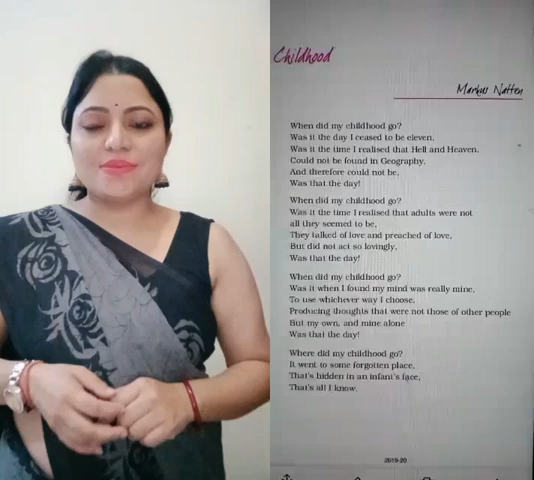 Childhood
Markus Natten
When did my childhood go?
Was it the day I ceased to be eleven,
Was it the time I realised that Hell and Heaven,
Could not be found in Geography,
And therefore could not be,
Was that the day!
When did my childhood go?
Was it the time I realised that adults were not
all they seemed to be,
They talked of love and preached of love,
But did not act so lovingly,
Was that the day!
When did my childhood go?
Was it when I found my mind was really mine,
To use whichever way I choose,
Producing thoughts that were not those of other people
But my own, and mine alone
Was that the day!
Where did my childhood go?
It went to some forgotten place,
That's hidden in an infant's face,
That's all I know.
2019-20